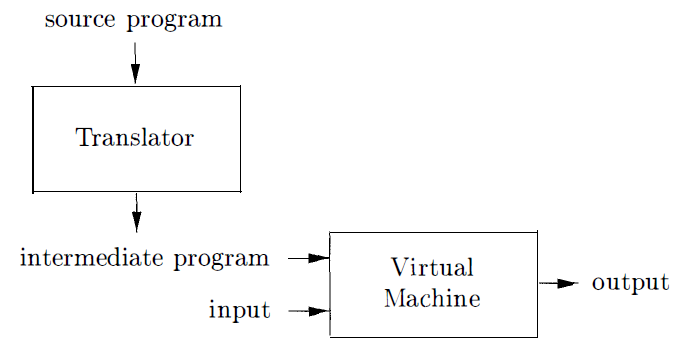 source program
Translator
intermediate program
Virtual
Machine
output
input